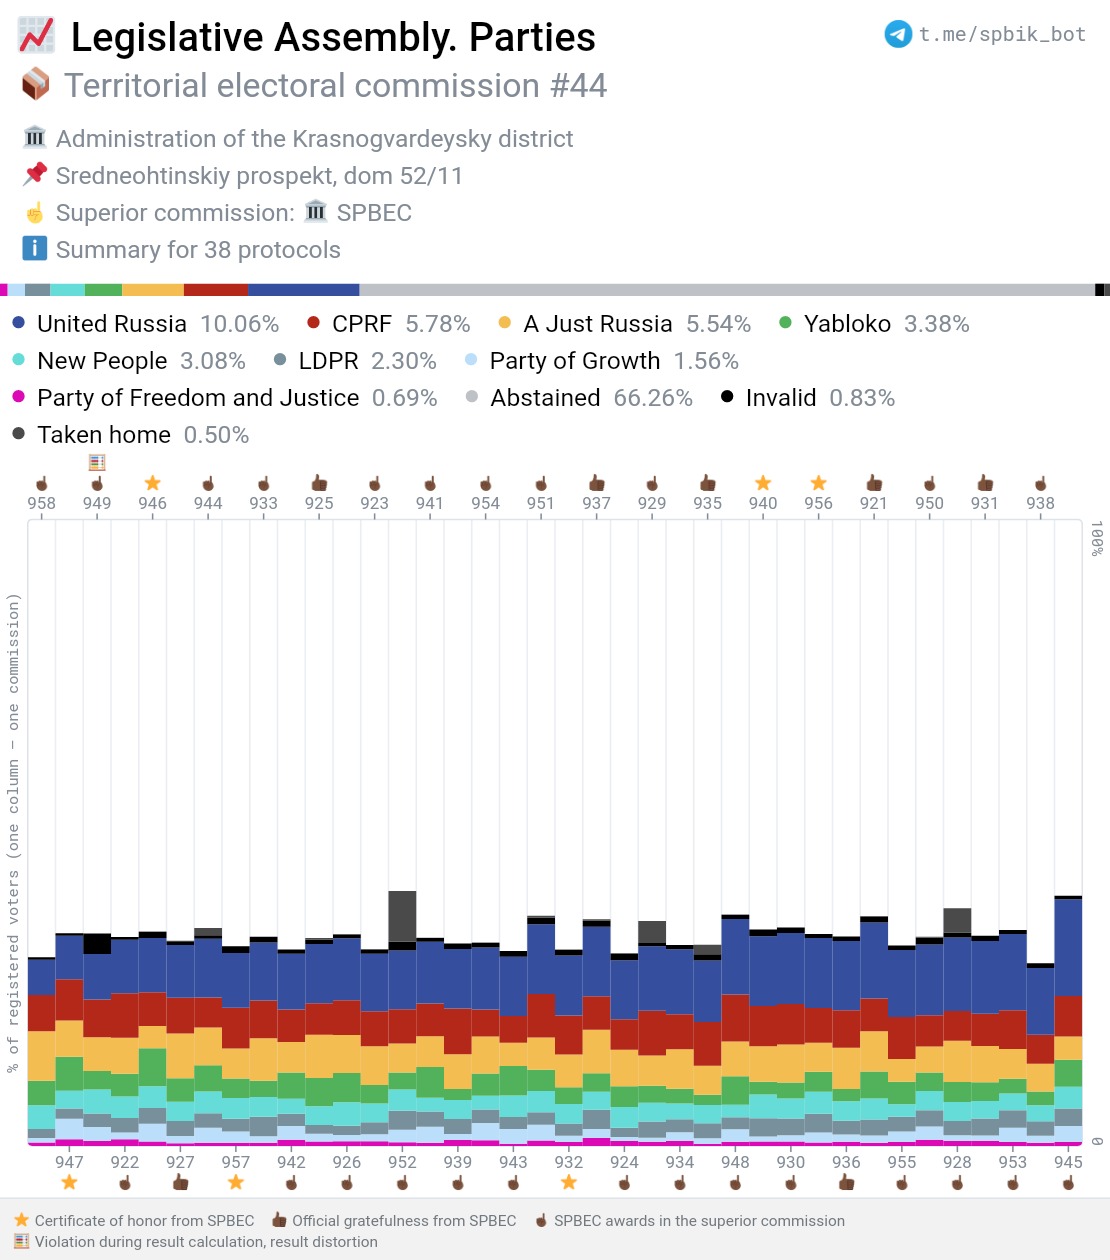 Legislative Assembly. Parties
t.me/spbik_bot
Territorial electoral commission #44
Administration of the Krasnogvardeysky district
Sredneohtinskiy prospekt, dom 52/11
Superior commission: SPBEC
Summary for 38 protocols
United Russia 10.06% CPRF 5.78% A Just Russia 5.54% Yabloko 3.38%
New People 3.08% LDPR 2.30% Party of Growth 1.56%
Party of Freedom and Justice 0.69% Abstained 66.26% Invalid 0.83%
Taken home 0.50%
958 949 946 944 933 925 923 941 954 951 937 929 935 940 956 921 950 931 938
100%
% of registered voters (one column – one commission)
0
947 922 927 957 942 926 952 939 943 932 924 934 948 930 936 955 928 953 945
Certificate of honor from SPBEC Official gratefulness from SPBEC SPBEC awards in the superior commission
Violation during result calculation, result distortion